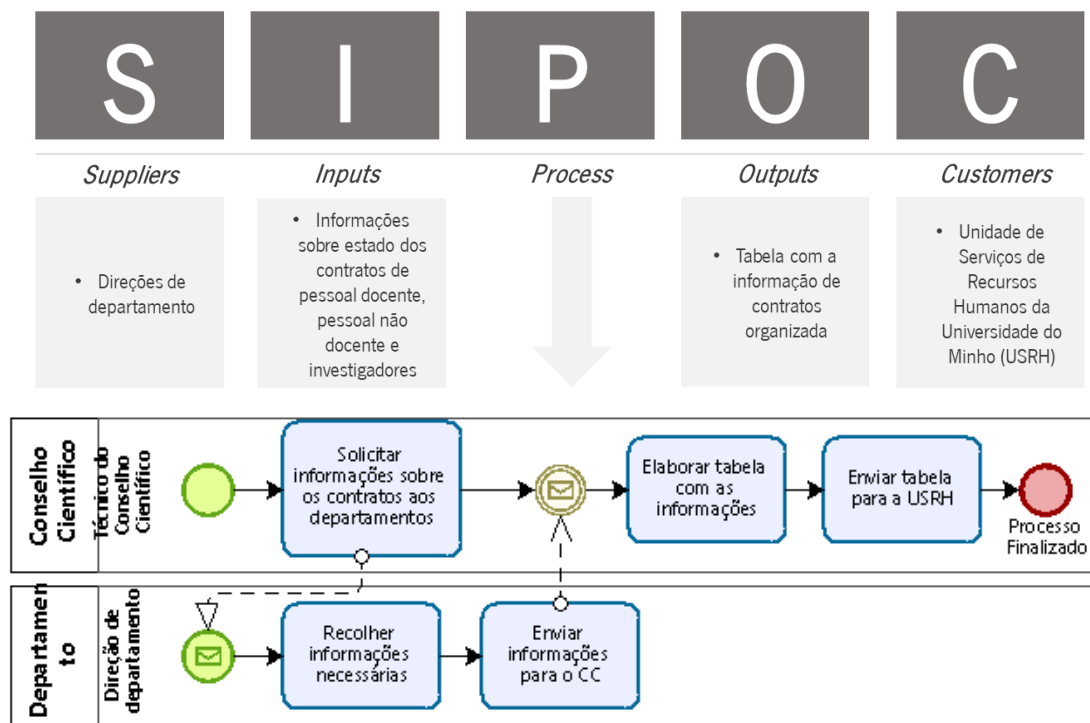 S
I
P
O
C
Suppliers
Inputs
Process
Outputs
Customers
• Direções de
departamento
• Informações
sobre estado dos
contratos de
pessoal docente,
pessoal não
docente e
investigadores
• Tabela com a
informação de
contratos
organizada
• Unidade de
Serviços de
Recursos
Humanos da
Universidade do
Minho (USRH)
Conselho
Científico
Técnico do
Conselho
Científico
Solicitar
informações sobre
os contratos aos
departamentos
Elaborar tabela
com as
informações
Enviar tabela
para a USRH
Processo
Finalizado
Departamen
to
Direção de
departamento
Recolher
informações
necessárias
Enviar
informações
para o CC